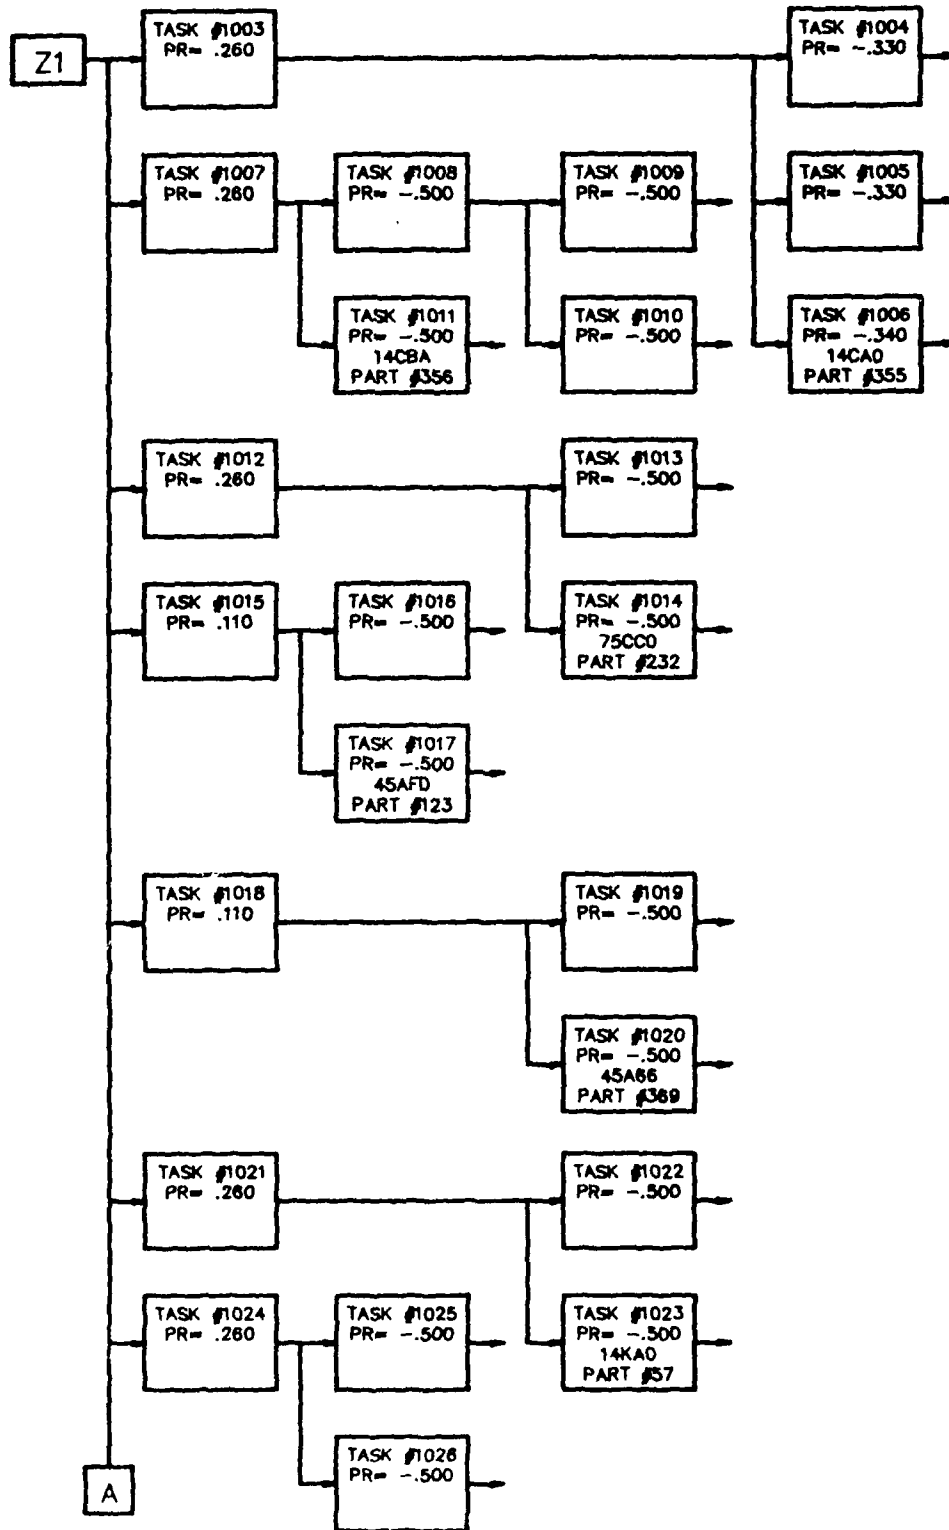 Z1
TASK #1003
PR= .260
TASK #1004
PR= -.330
TASK #1007
PR= .260
TASK #1008
PR= -.500
TASK #1009
PR= -.500
TASK #1005
PR= -.330
TASK #1011
PR= -.500
14CBA
PART #356
TASK #1010
PR= -.500
TASK #1006
PR= -.340
14CA0
PART #355
TASK #1012
PR= .260
TASK #1013
PR= -.500
TASK #1015
PR= .110
TASK #1016
PR= -.500
TASK #1014
PR= -.500
75CC0
PART #232
TASK #1017
PR= -.500
45AFD
PART #123
TASK #1018
PR= .110
TASK #1019
PR= -.500
TASK #1020
PR= -.500
45A66
PART #369
TASK #1021
PR= .260
TASK #1022
PR= -.500
TASK #1024
PR= .260
TASK #1025
PR= -.500
TASK #1023
PR= -.500
14KA0
PART #57
TASK #1026
PR= -.500
A